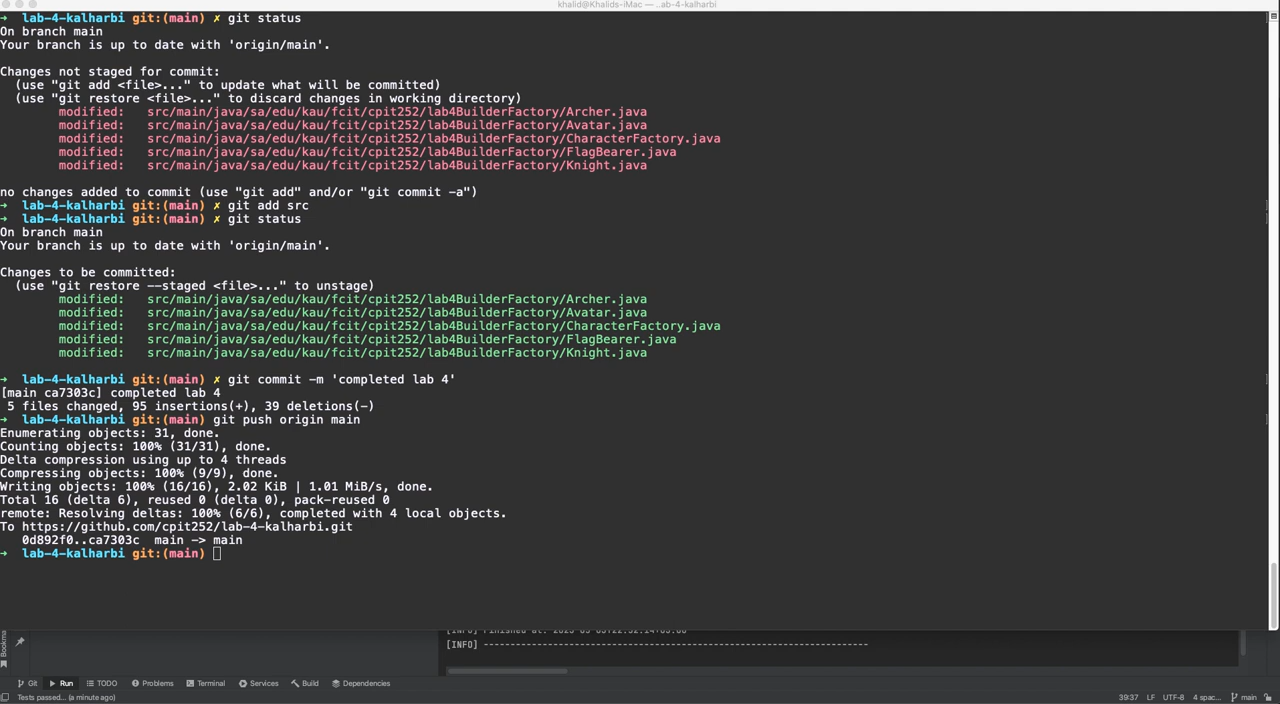 khalid@Khalids-iMac — ..ab-4-kalharbi
➜  lab-4-kalharbi git:(main) ✗ git status
On branch main
Your branch is up to date with 'origin/main'.
Changes not staged for commit:
  (use "git add <file>..." to update what will be committed)
  (use "git restore <file>..." to discard changes in working directory)
        modified:   src/main/java/sa/edu/kau/fcit/cpit252/lab4BuilderFactory/Archer.java
        modified:   src/main/java/sa/edu/kau/fcit/cpit252/lab4BuilderFactory/Avatar.java
        modified:   src/main/java/sa/edu/kau/fcit/cpit252/lab4BuilderFactory/CharacterFactory.java
        modified:   src/main/java/sa/edu/kau/fcit/cpit252/lab4BuilderFactory/FlagBearer.java
        modified:   src/main/java/sa/edu/kau/fcit/cpit252/lab4BuilderFactory/Knight.java
no changes added to commit (use "git add" and/or "git commit -a")
➜  lab-4-kalharbi git:(main) ✗ git add src
➜  lab-4-kalharbi git:(main) ✗ git status
On branch main
Your branch is up to date with 'origin/main'.
Changes to be committed:
  (use "git restore --staged <file>..." to unstage)
        modified:   src/main/java/sa/edu/kau/fcit/cpit252/lab4BuilderFactory/Archer.java
        modified:   src/main/java/sa/edu/kau/fcit/cpit252/lab4BuilderFactory/Avatar.java
        modified:   src/main/java/sa/edu/kau/fcit/cpit252/lab4BuilderFactory/CharacterFactory.java
        modified:   src/main/java/sa/edu/kau/fcit/cpit252/lab4BuilderFactory/FlagBearer.java
        modified:   src/main/java/sa/edu/kau/fcit/cpit252/lab4BuilderFactory/Knight.java
➜  lab-4-kalharbi git:(main) ✗ git commit -m 'completed lab 4'
[main ca7303c] completed lab 4
 5 files changed, 95 insertions(+), 39 deletions(-)
➜  lab-4-kalharbi git:(main) git push origin main
Enumerating objects: 31, done.
Counting objects: 100% (31/31), done.
Delta compression using up to 4 threads
Compressing objects: 100% (9/9), done.
Writing objects: 100% (16/16), 2.02 KiB | 1.01 MiB/s, done.
Total 16 (delta 6), reused 0 (delta 0), pack-reused 0
remote: Resolving deltas: 100% (6/6), completed with 4 local objects.
To https://github.com/cpit252/lab-4-kalharbi.git
   0d892f0..ca7303c  main -> main
➜  lab-4-kalharbi git:(main)
[INFO] Finished at:
[INFO] ------------------------------------------------------------------------
Bookma
Git Run TODO Problems Terminal Services Build Dependencies
Tests passed... (a minute ago) 39:37 LF UTF-8 4 spac... main